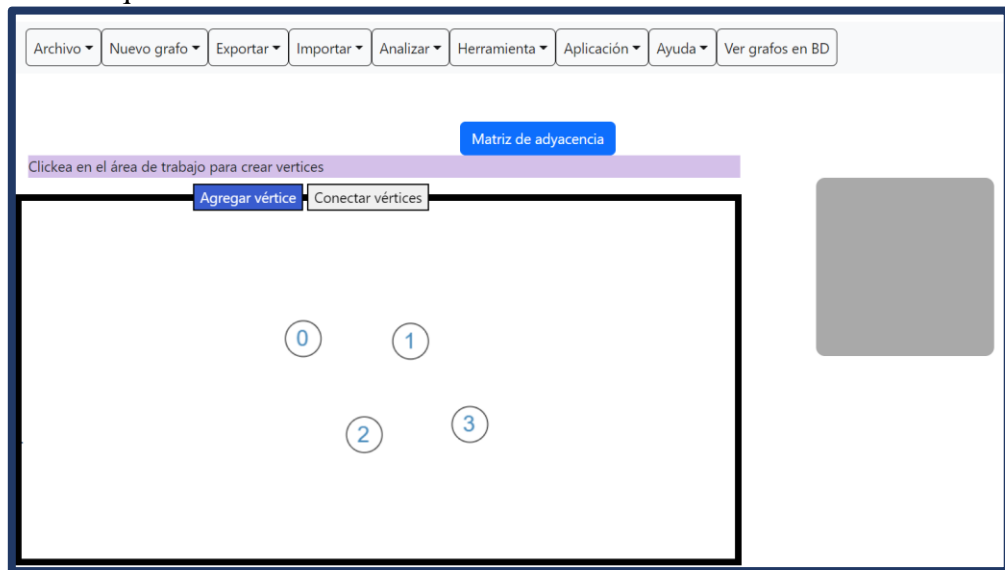 Archivo Nuevo grafo Exportar Importar Analizar Herramienta Aplicación Ayuda Ver grafos en BD
Matriz de adyacencia
Clickea en el área de trabajo para crear vertices
Agregar vértice Conectar vértices
0 1
2 3